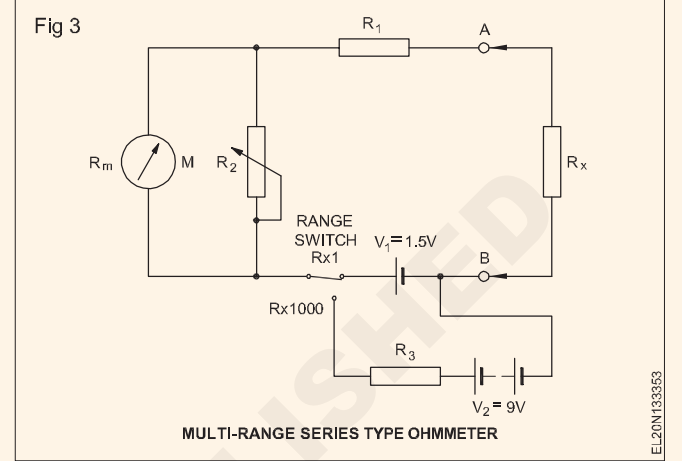 Fig 3
R1
A
Rm
M
R2
Rx
RANGE
SWITCH
Rx1
V1= 1.5V
B
Rx1000
R3
V2= 9V
MULTI-RANGE SERIES TYPE OHMMETER
EL20N133353
LISHED